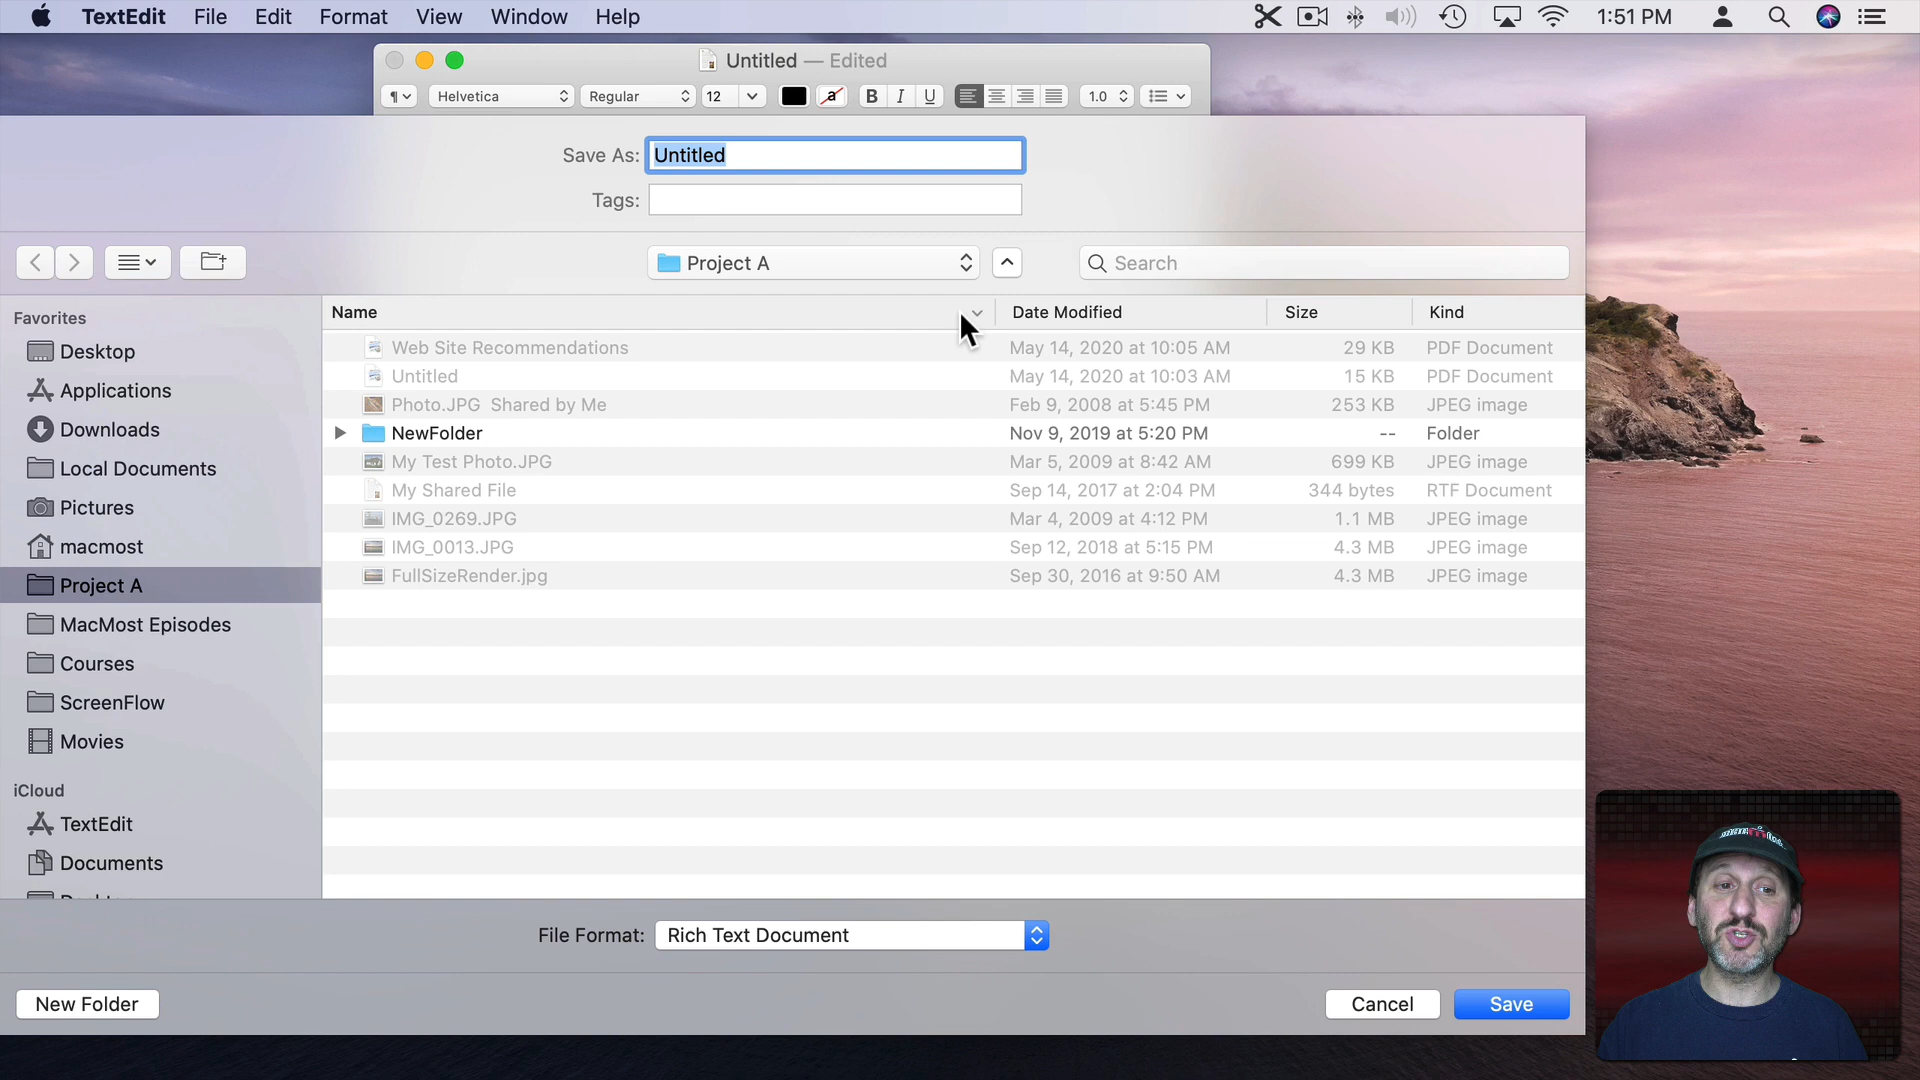 TextEdit File Edit Format View Window Help 1:51 PM
Untitled — Edited
Helvetica Regular 12 a B I U 1.0
Save As: Untitled
Tags:
Project A Search
Name Date Modified Size Kind
Favorites
Desktop
Applications
Downloads
Local Documents
Pictures
macmost
Project A
MacMost Episodes
Courses
ScreenFlow
Movies
iCloud
TextEdit
Documents
Web Site Recommendations May 14, 2020 at 10:05 AM 29 KB PDF Document
Untitled May 14, 2020 at 10:03 AM 15 KB PDF Document
Photo.JPG Shared by Me Feb 9, 2008 at 5:45 PM 253 KB JPEG image
NewFolder Nov 9, 2019 at 5:20 PM -- Folder
My Test Photo.JPG Mar 5, 2009 at 8:42 AM 699 KB JPEG image
My Shared File Sep 14, 2017 at 2:04 PM 344 bytes RTF Document
IMG_0269.JPG Mar 4, 2009 at 4:12 PM 1.1 MB JPEG image
IMG_0013.JPG Sep 12, 2018 at 5:15 PM 4.3 MB JPEG image
FullSizeRender.jpg Sep 30, 2016 at 9:50 AM 4.3 MB JPEG image
File Format: Rich Text Document
New Folder Cancel Save